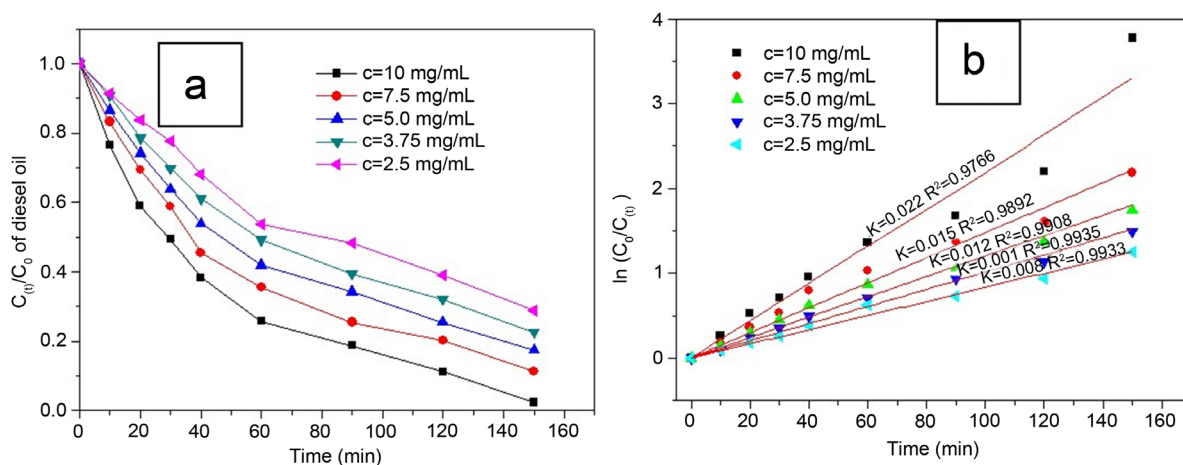 a
c=10 mg/mL
c=7.5 mg/mL
c=5.0 mg/mL
c=3.75 mg/mL
c=2.5 mg/mL
C(t)/C0 of diesel oil
1.0
0.8
0.6
0.4
0.2
0.0
0 20 40 60 80 100 120 140 160
Time (min)
b
c=10 mg/mL
c=7.5 mg/mL
c=5.0 mg/mL
c=3.75 mg/mL
c=2.5 mg/mL
K=0.022 R²=0.9766
K=0.015 R²=0.9892
K=0.012 R²=0.9908
K=0.001 R²=0.9935
K=0.008 R²=0.9933
ln (C0/C(t))
4
3
2
1
0
0 20 40 60 80 100 120 140 160
Time (min)